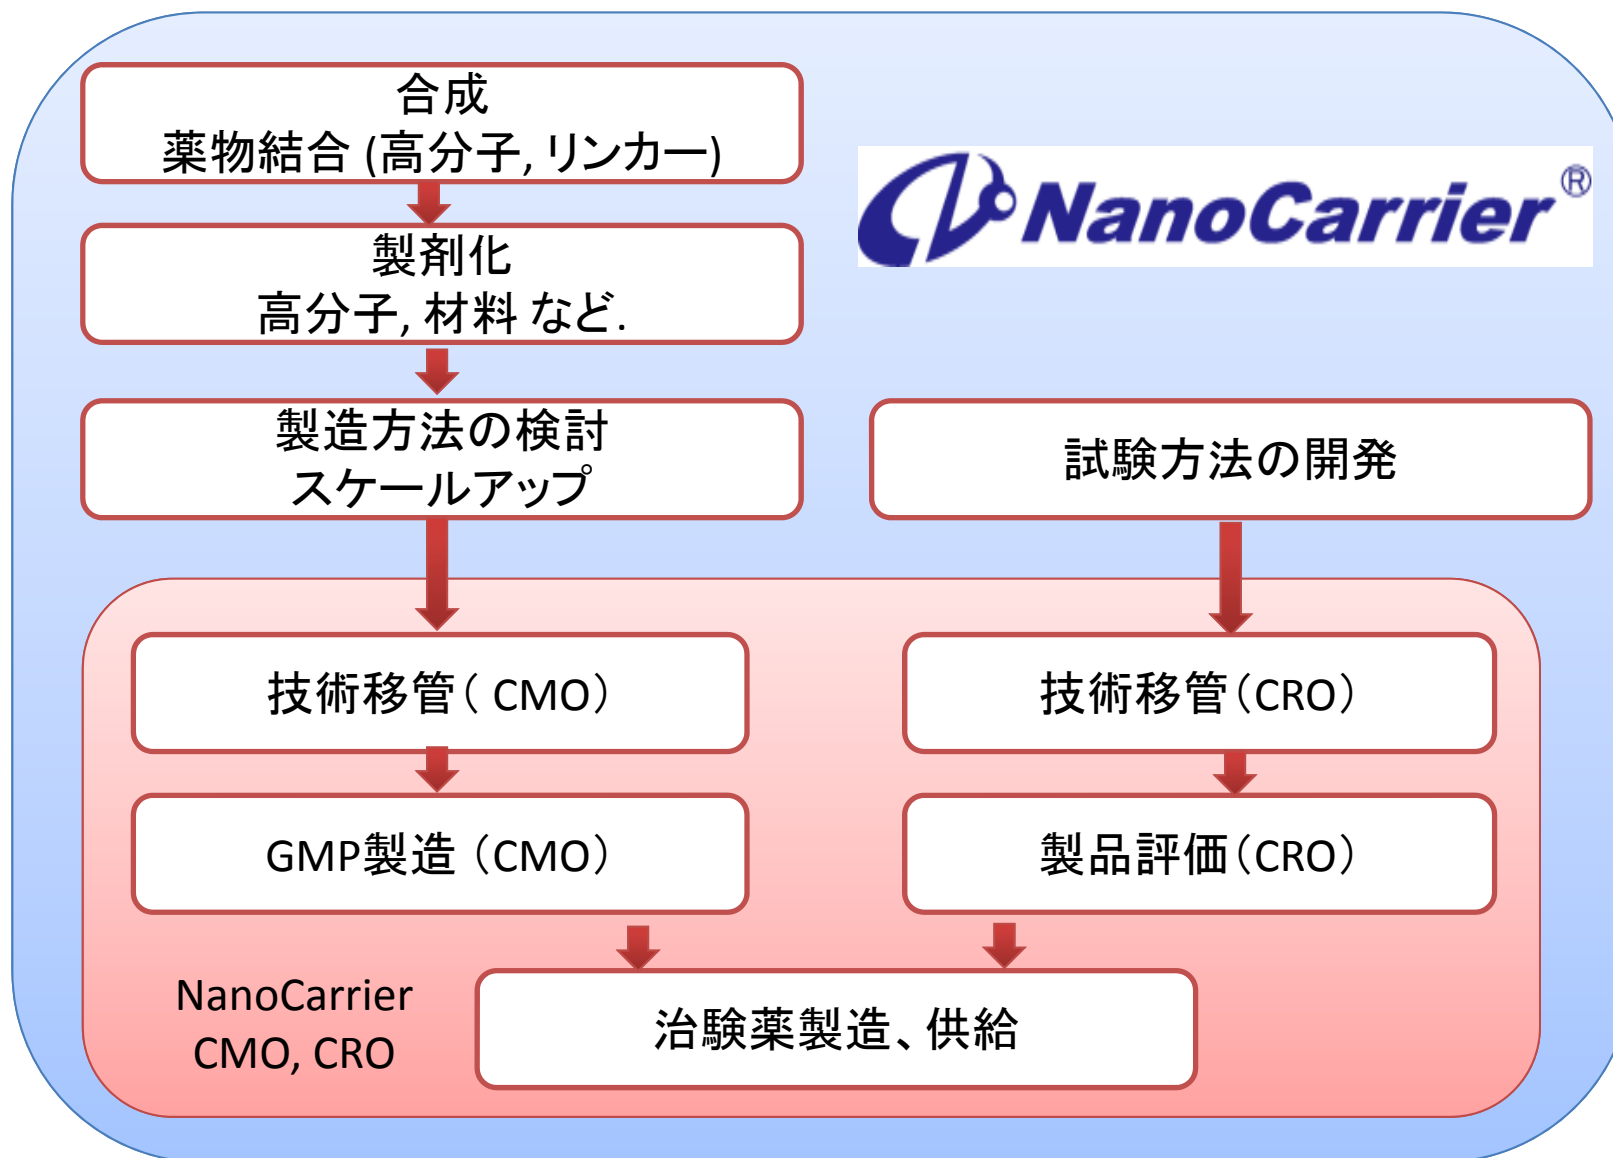 合成
薬物結合 (高分子, リンカー)
NanoCarrier®
製剤化
高分子, 材料 など.
製造方法の検討
スケールアップ
試験方法の開発
技術移管（ CMO）
技術移管（CRO）
GMP製造 （CMO）
製品評価（CRO）
NanoCarrier
CMO, CRO
治験薬製造、供給